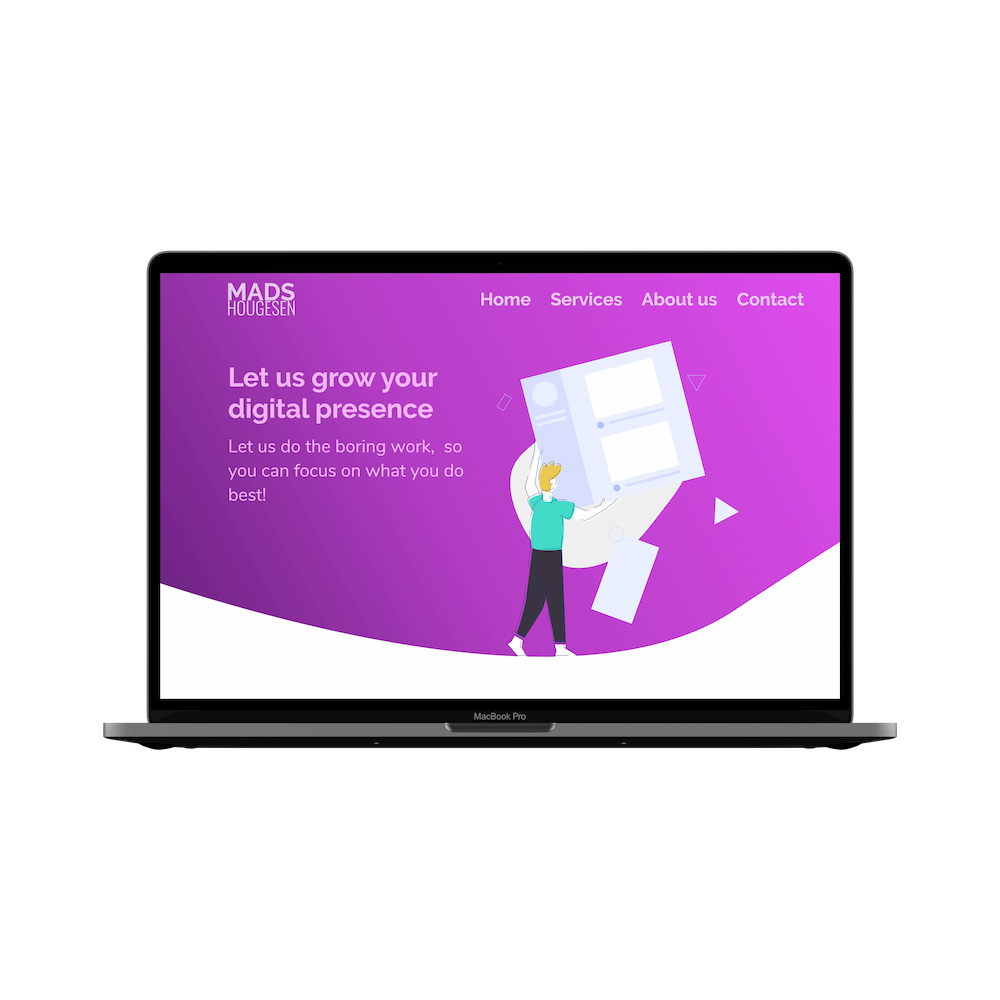 MADS
HOUGESEN
Home Services About us Contact
Let us grow your
digital presence
Let us do the boring work, so
you can focus on what you do
best!
MacBook Pro